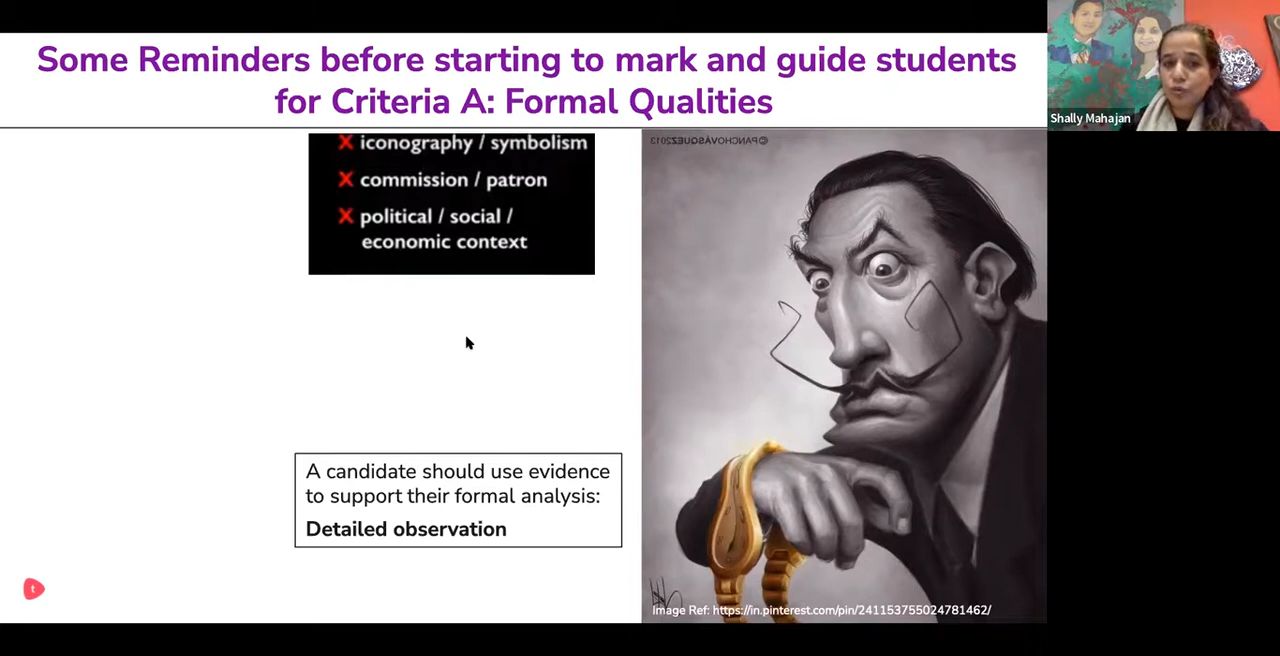 Some Reminders before starting to mark and guide students
for Criteria A: Formal Qualities
Shally Mahajan
X iconography / symbolism
X commission / patron
X political / social /
economic context
©PANCHOVÁSQUEZ2013
A candidate should use evidence
to support their formal analysis:
Detailed observation
t
Image Ref: https://in.pinterest.com/pin/241153755024781462/